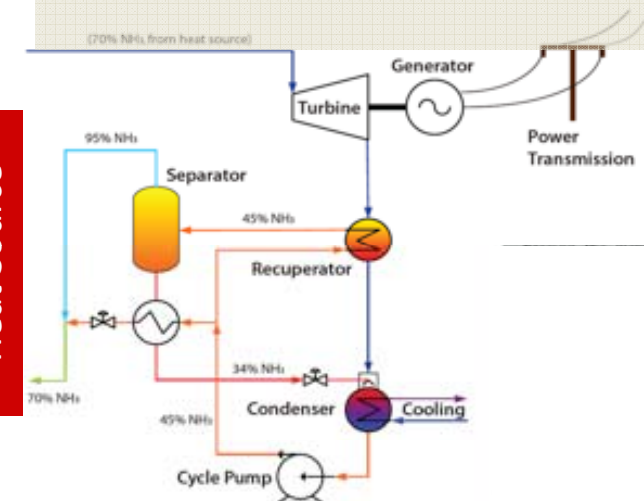 (70% NH₃ from heat source)
Generator
Turbine
Power
Transmission
95% NH₃
Separator
45% NH₃
Recuperator
34% NH₃
70% NH₃
Condenser
Cooling
45% NH₃
Cycle Pump